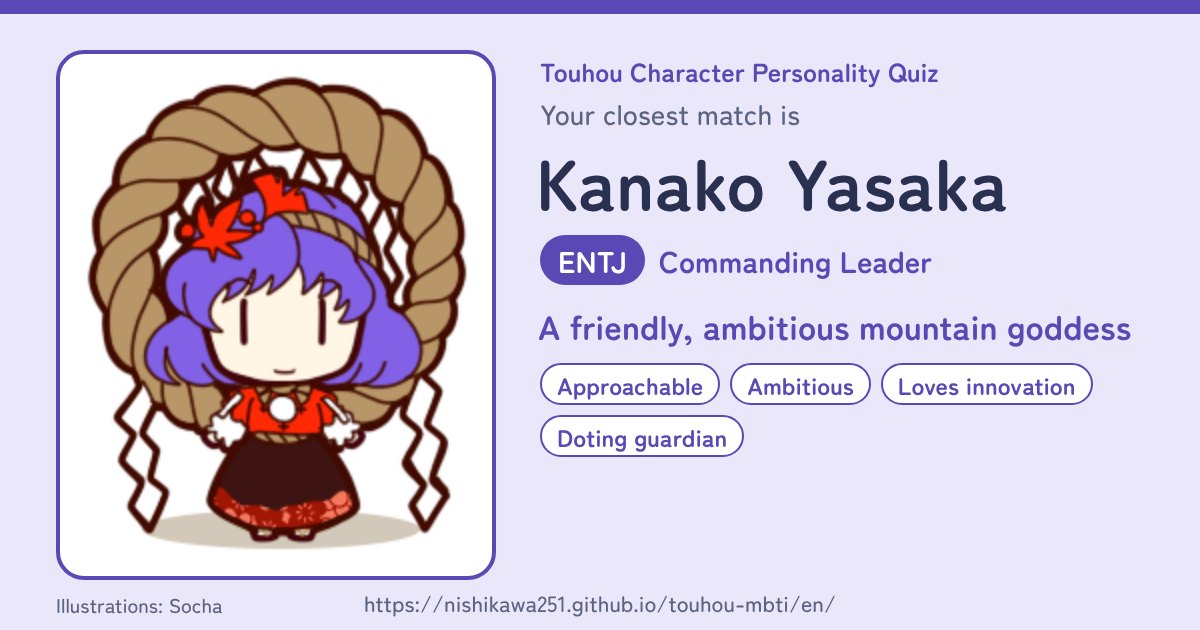 Touhou Character Personality Quiz
Your closest match is
Kanako Yasaka
ENTJ Commanding Leader
A friendly, ambitious mountain goddess
Approachable Ambitious Loves innovation
Doting guardian
Illustrations: Socha https://nishikawa251.github.io/touhou-mbti/en/